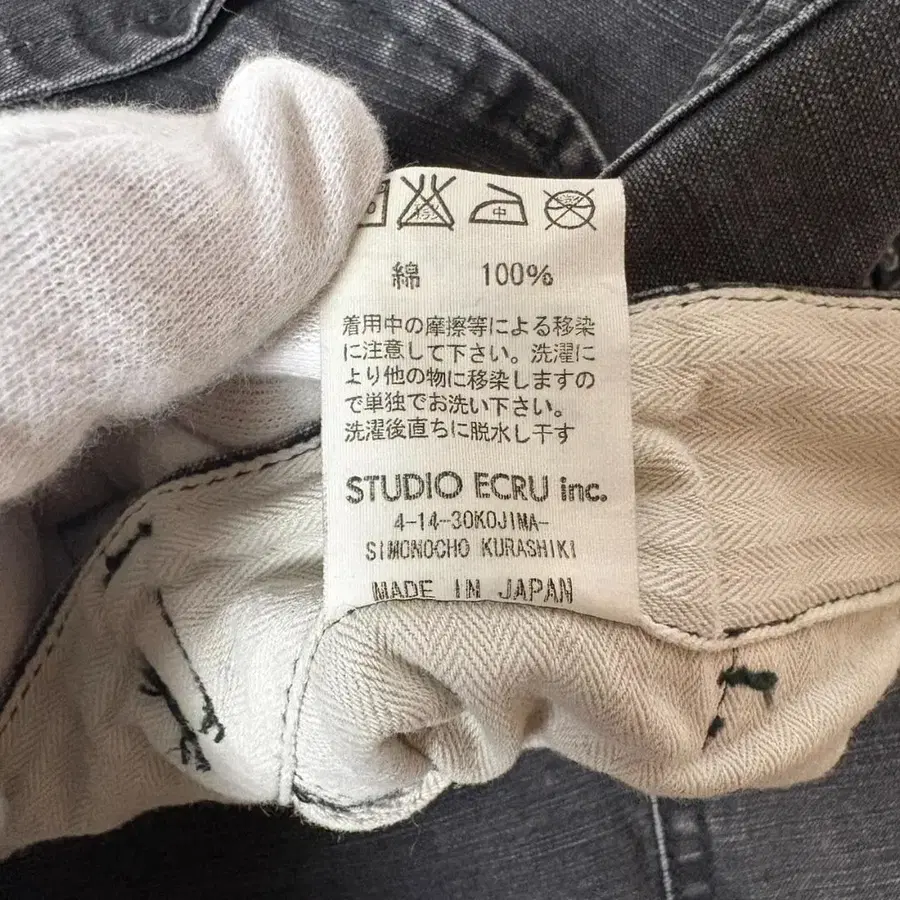 中
綿 100%
着用中の摩擦等による移染
に注意して下さい。洗濯に
より他の物に移染しますの
で単独でお洗い下さい。
洗濯後直ちに脱水し干す
STUDIO ECRU inc.
4-14-30KOJIMA-
SIMONOCHO KURASHIKI
MADE IN JAPAN